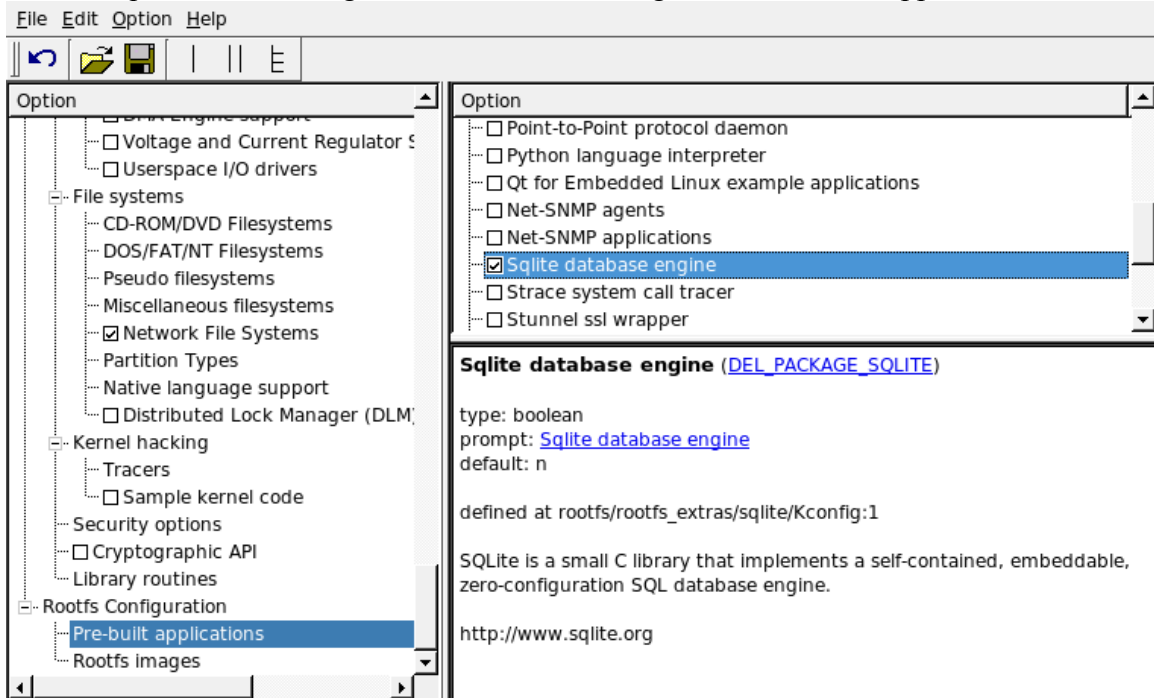 File Edit Option Help
Option
DMA Engine support
Voltage and Current Regulator S
Userspace I/O drivers
File systems
CD-ROM/DVD Filesystems
DOS/FAT/NT Filesystems
Pseudo filesystems
Miscellaneous filesystems
Network File Systems
Partition Types
Native language support
Distributed Lock Manager (DLM)
Kernel hacking
Tracers
Sample kernel code
Security options
Cryptographic API
Library routines
Rootfs Configuration
Pre-built applications
Rootfs images
Option
Point-to-Point protocol daemon
Python language interpreter
Qt for Embedded Linux example applications
Net-SNMP agents
Net-SNMP applications
Sqlite database engine
Strace system call tracer
Stunnel ssl wrapper
Sqlite database engine (DEL_PACKAGE_SQLITE)
type: boolean
prompt: Sqlite database engine
default: n
defined at rootfs/rootfs_extras/sqlite/Kconfig:1
SQLite is a small C library that implements a self-contained, embeddable,
zero-configuration SQL database engine.
http://www.sqlite.org